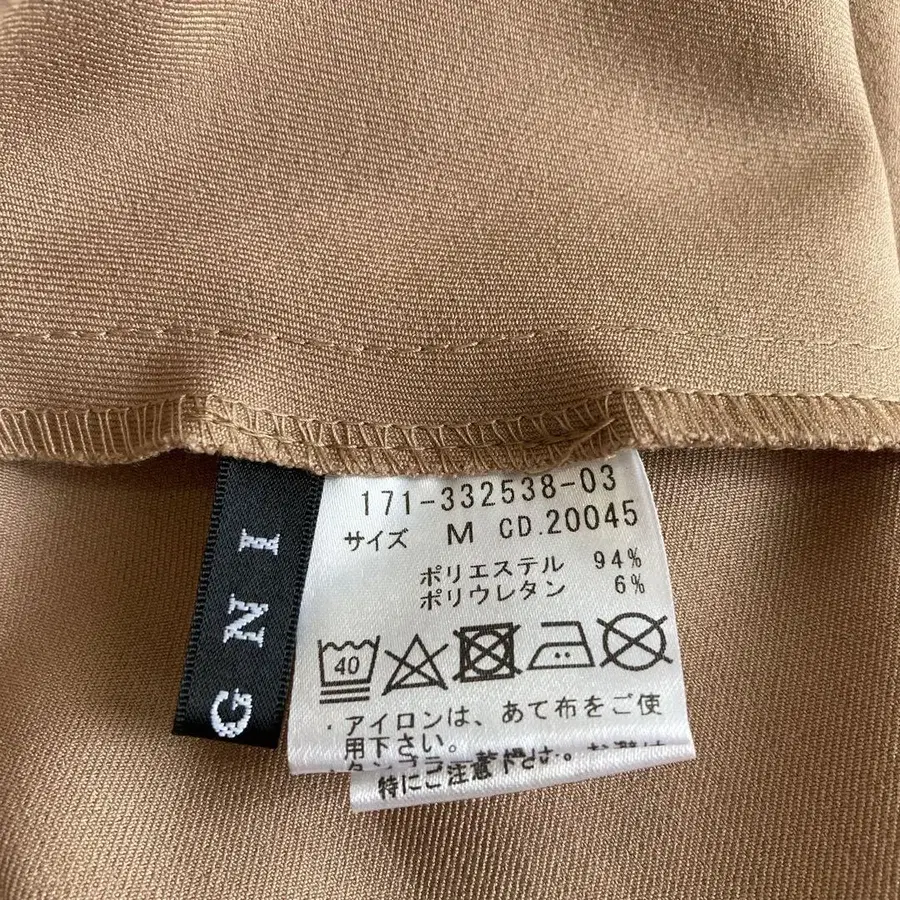 171-332538-03
サイズ M CD.20045
ポリエステル 94%
ポリウレタン 6%
40
・アイロンは、あて布をご使
用下さい。
特にご注意下さい。
I N G